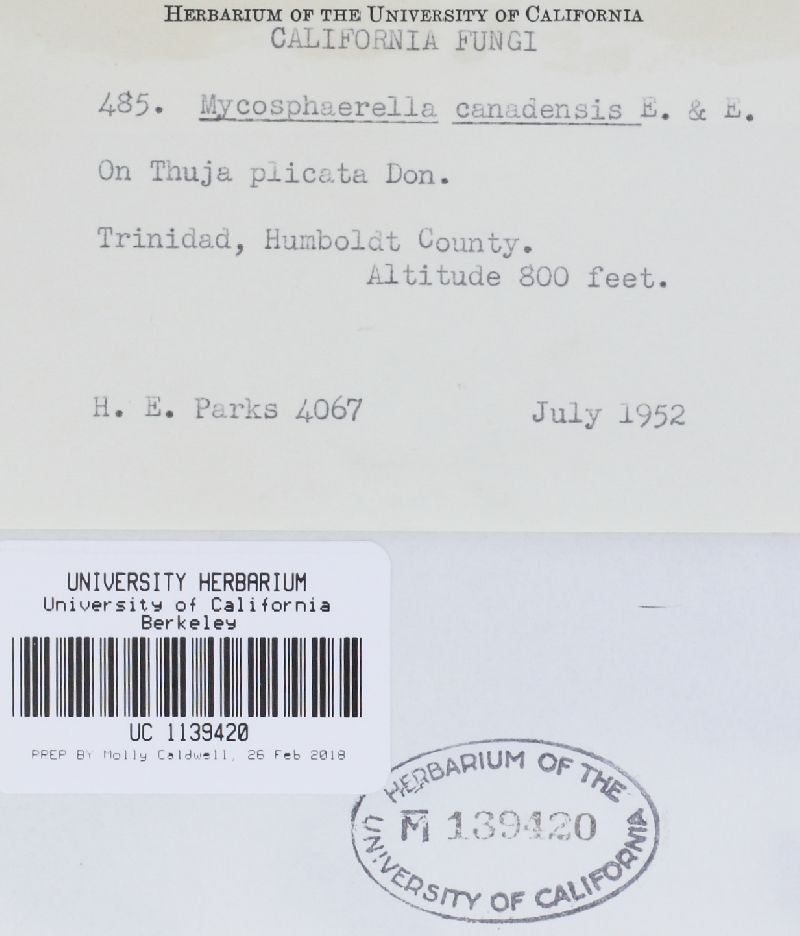 HERBARIUM OF THE UNIVERSITY OF CALIFORNIA
CALIFORNIA FUNGI
485. Mycosphaerella canadensis E. & E.
On Thuja plicata Don.
Trinidad, Humboldt County.
Altitude 800 feet.
H. E. Parks 4067 July 1952
UNIVERSITY HERBARIUM
University of California
Berkeley
UC 1139420
PREP BY Molly Caldwell, 26 Feb 2018
HERBARIUM OF THE
M 139420
UNIVERSITY OF CALIFORNIA